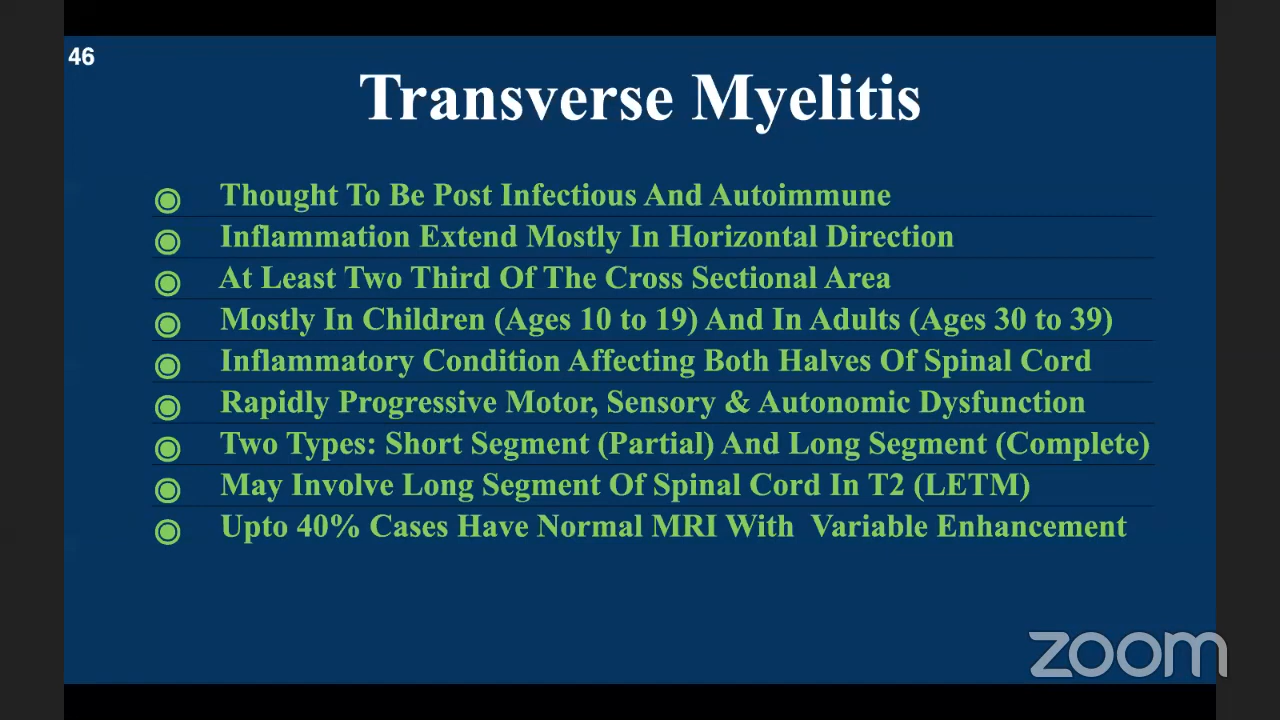 46
Transverse Myelitis
Thought To Be Post Infectious And Autoimmune
Inflammation Extend Mostly In Horizontal Direction
At Least Two Third Of The Cross Sectional Area
Mostly In Children (Ages 10 to 19) And In Adults (Ages 30 to 39)
Inflammatory Condition Affecting Both Halves Of Spinal Cord
Rapidly Progressive Motor, Sensory & Autonomic Dysfunction
Two Types: Short Segment (Partial) And Long Segment (Complete)
May Involve Long Segment Of Spinal Cord In T2 (LETM)
Upto 40% Cases Have Normal MRI With Variable Enhancement
zoom